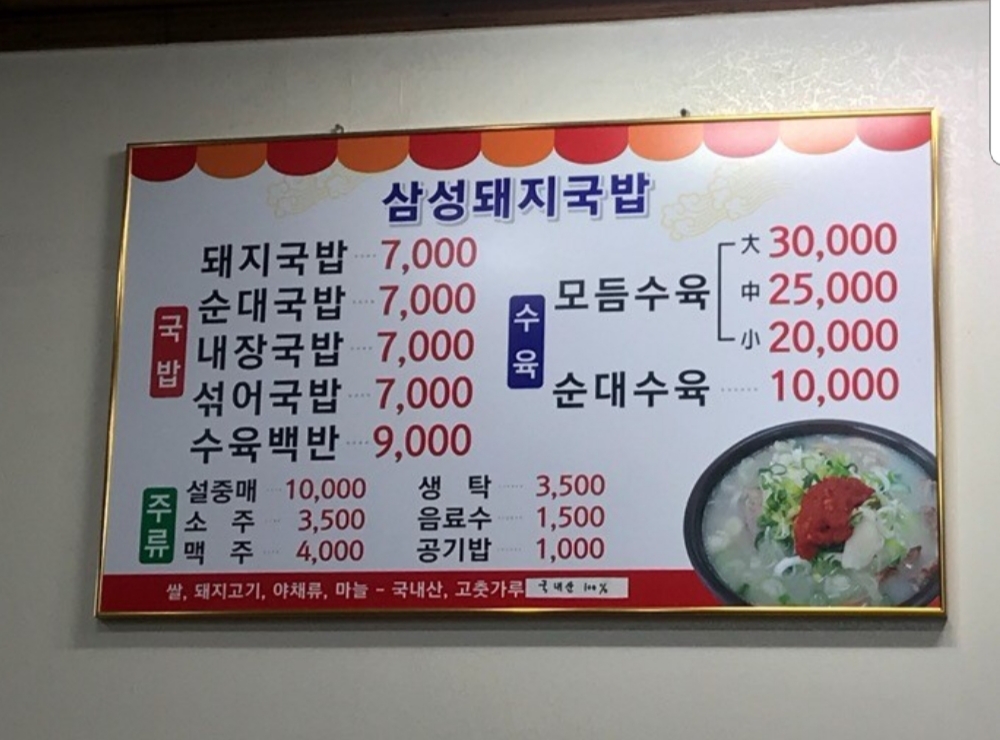 삼성돼지국밥
국밥
돼지국밥 7,000
순대국밥 7,000
내장국밥 7,000
섞어국밥 7,000
수육백반 9,000
수육
모듬수육
大 30,000
中 25,000
小 20,000
순대수육 10,000
주류
설중매 10,000
소 주 3,500
맥 주 4,000
생 탁 3,500
음료수 1,500
공기밥 1,000
쌀, 돼지고기, 야채류, 마늘 - 국내산, 고춧가루 국내산 100%